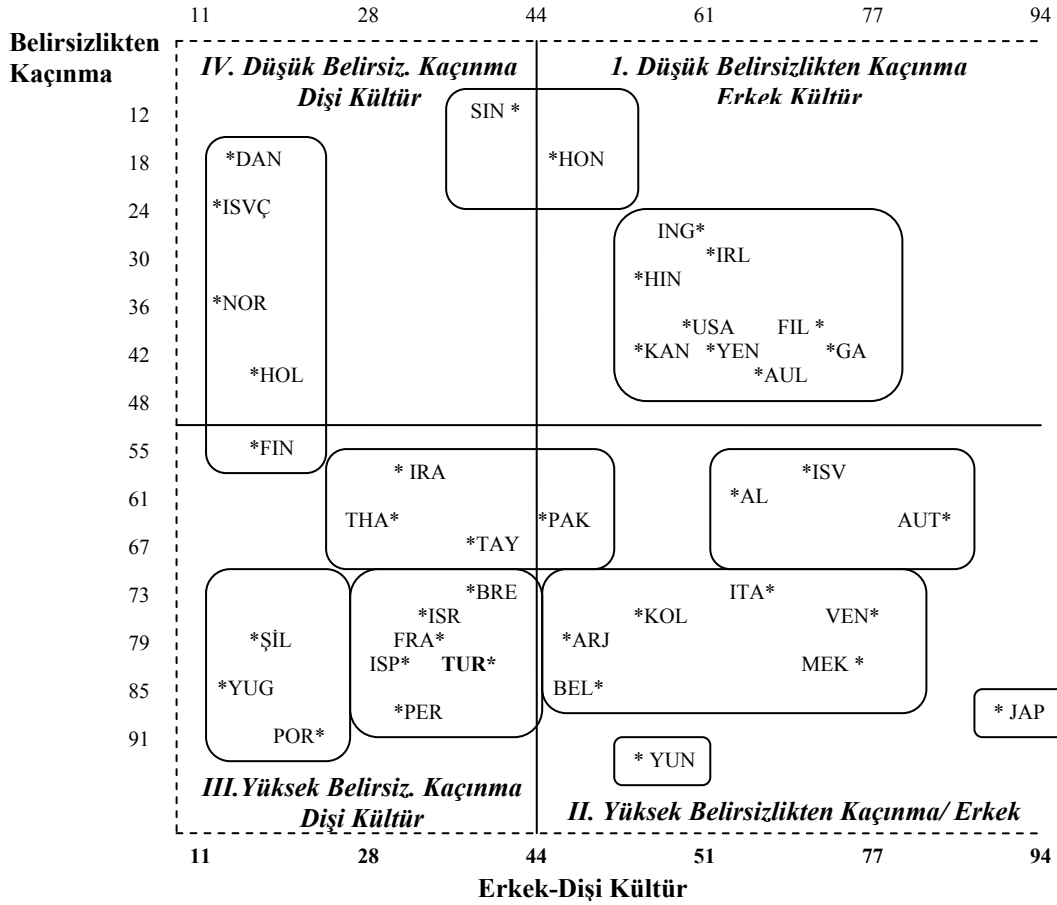 11 28 44 61 77 94
Belirsizlikten
Kaçınma
IV. Düşük Belirsiz. Kaçınma
Dişi Kültür
1. Düşük Belirsizlikten Kaçınma
Erkek Kültür
12 SIN *
18 *DAN *HON
24 *ISVÇ
ING*
30 *IRL
*HIN
36 *NOR
*USA FIL *
42 *KAN *YEN *GA
*HOL *AUL
48
55 *FIN
* IRA *ISV
61 *AL
THA* *PAK AUT*
67 *TAY
73 *BRE ITA*
*ISR *KOL VEN*
79 *ŞİL FRA* *ARJ
ISP* TUR* MEK *
85 *YUG BEL*
*PER * JAP
91 POR*
* YUN
III.Yüksek Belirsiz. Kaçınma
Dişi Kültür
II. Yüksek Belirsizlikten Kaçınma/ Erkek
11 28 44 51 77 94
Erkek-Dişi Kültür